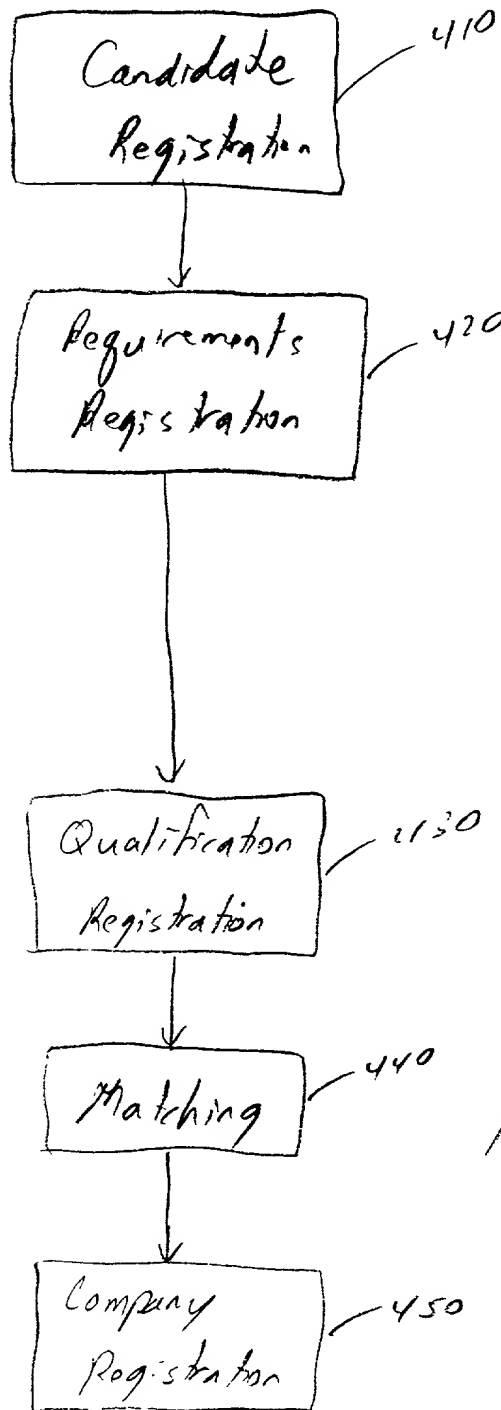 Candidate
Registration
410
Requirements
Registration
420
Qualification
Registration
430
Matching
440
Company
Registration
450